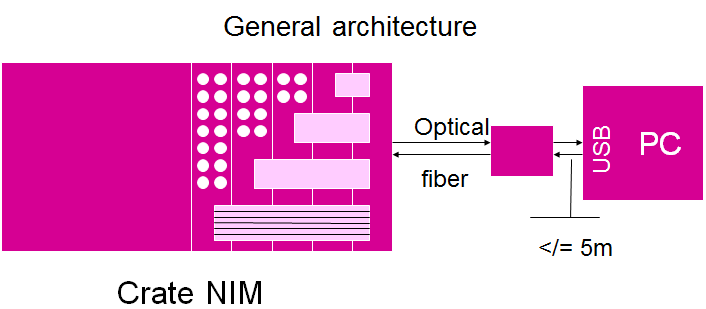 General architecture
Optical
fiber
USB
PC
</= 5m
Crate NIM